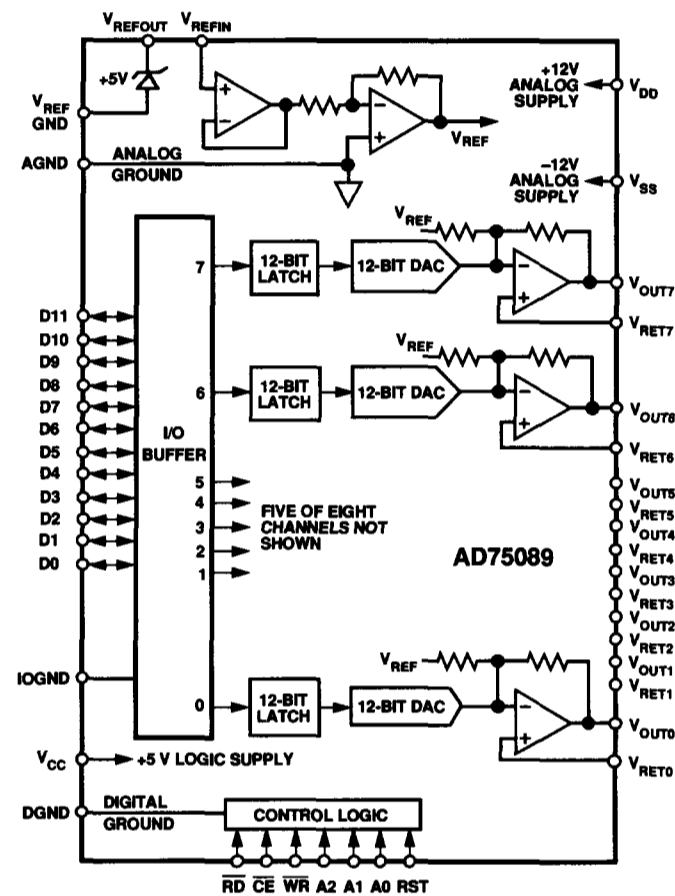 VREFOUT VREFIN
+5V
VREF
GND
AGND
ANALOG
GROUND
VREF
+12V
ANALOG
SUPPLY
VDD
–12V
ANALOG
SUPPLY
VSS
VREF
7
12-BIT
LATCH
12-BIT DAC
–
+
VOUT7
VRET7
VREF
6
12-BIT
LATCH
12-BIT DAC
–
+
VOUT6
VRET6
D11
D10
D9
D8
D7
D6
D5
D4
D3
D2
D1
D0
I/O
BUFFER
5
4
3
2
1
FIVE OF EIGHT
CHANNELS NOT
SHOWN
AD75089
VOUT5
VRET5
VOUT4
VRET4
VOUT3
VRET3
VOUT2
VRET2
VOUT1
VRET1
IOGND
VREF
0
12-BIT
LATCH
12-BIT DAC
–
+
VOUT0
VRET0
VCC
+5 V LOGIC SUPPLY
DGND
DIGITAL
GROUND
CONTROL LOGIC
R̅D̅ C̅E̅ W̅R̅ A2 A1 A0 RST